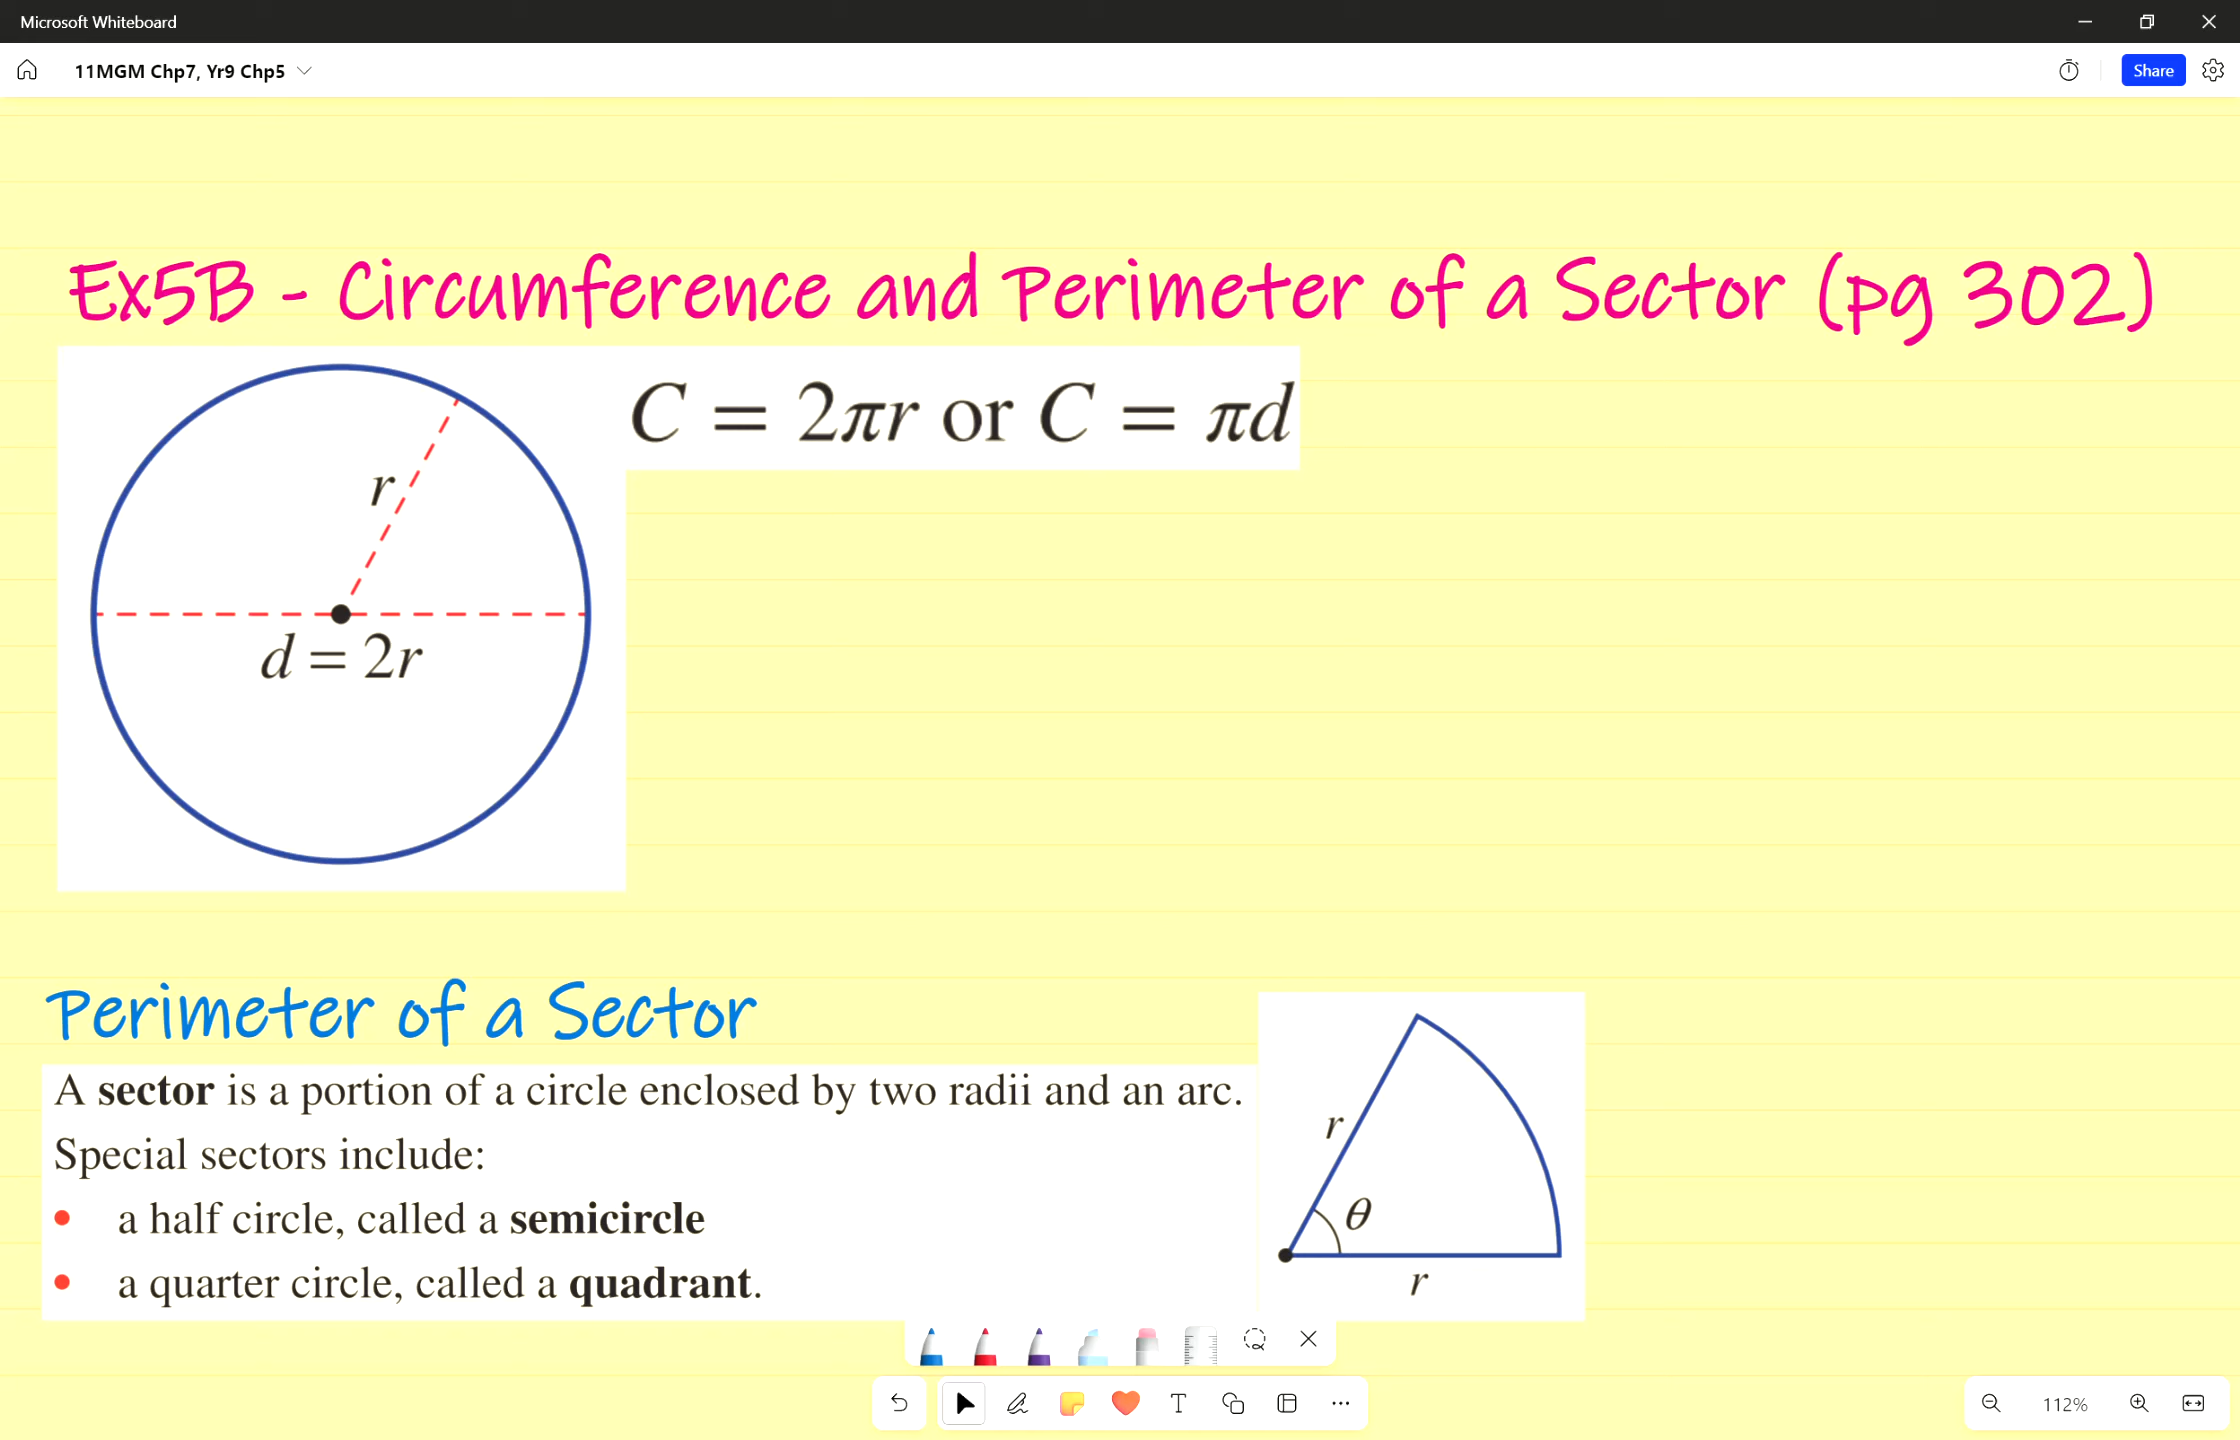 Microsoft Whiteboard
11MGM Chp7, Yr9 Chp5
Share
Ex5B - Circumference and Perimeter of a Sector (pg 302)
C = 2πr or C = πd
r
d = 2r
Perimeter of a Sector
A sector is a portion of a circle enclosed by two radii and an arc.
Special sectors include:
• a half circle, called a semicircle
• a quarter circle, called a quadrant.
r
θ
r
112%